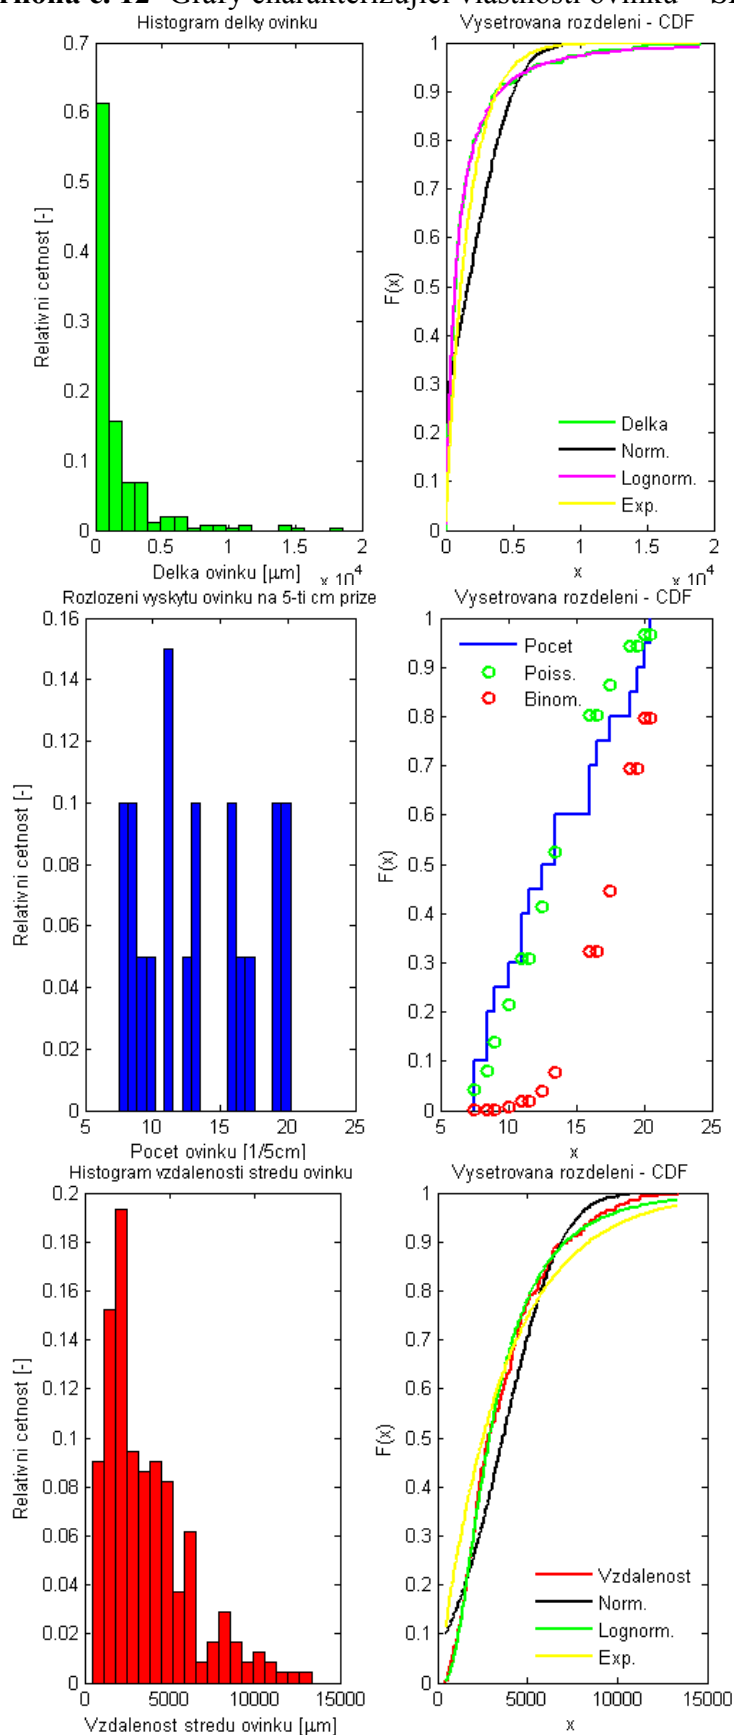 č. 12 Grafy charakterizující vlastnosti ovinku
Histogram delky ovinku
Relativni cetnost [-]
0.7
0.6
0.5
0.4
0.3
0.2
0.1
0
0 0.5 1 1.5 2
Delka ovinku [µm]
x 10^4
Vysetrovana rozdeleni - CDF
F(x)
1
0.9
0.8
0.7
0.6
0.5
0.4
0.3
0.2
0.1
0
Delka
Norm.
Lognorm.
Exp.
0 0.5 1 1.5 2
x
x 10^4
Rozlozeni vyskytu ovinku na 5-ti cm prize
Relativni cetnost [-]
0.16
0.14
0.12
0.1
0.08
0.06
0.04
0.02
0
5 10 15 20 25
Pocet ovinku [1/5cm]
Vysetrovana rozdeleni - CDF
F(x)
1
0.9
0.8
0.7
0.6
0.5
0.4
0.3
0.2
0.1
0
Pocet
Poiss.
Binom.
5 10 15 20 25
x
Histogram vzdalenosti stredu ovinku
Relativni cetnost [-]
0.2
0.18
0.16
0.14
0.12
0.1
0.08
0.06
0.04
0.02
0
0 5000 10000 15000
Vzdalenost stredu ovinku [µm]
Vysetrovana rozdeleni - CDF
F(x)
1
0.9
0.8
0.7
0.6
0.5
0.4
0.3
0.2
0.1
0
Vzdalenost
Norm.
Lognorm.
Exp.
0 5000 10000 15000
x